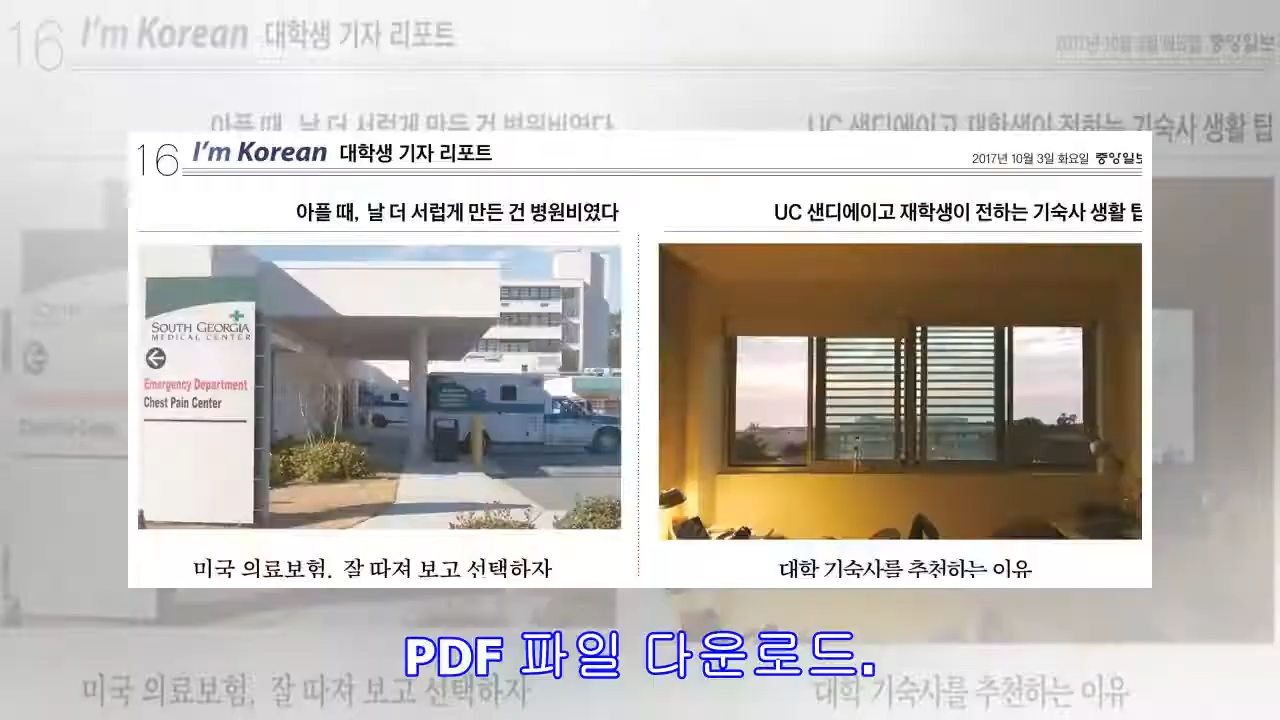 16 I'm Korean 대학생 기자 리포트
2017년 10월 3일 화요일 중앙일보
아플 때, 날 더 서럽게 만든 건 병원비였다
UC 샌디에이고 재학생이 전하는 기숙사 생활 팁
SOUTH GEORGIA
MEDICAL CENTER
Emergency Department
Chest Pain Center
미국 의료보험, 잘 따져 보고 선택하자
대학 기숙사를 추천하는 이유
PDF 파일 다운로드.